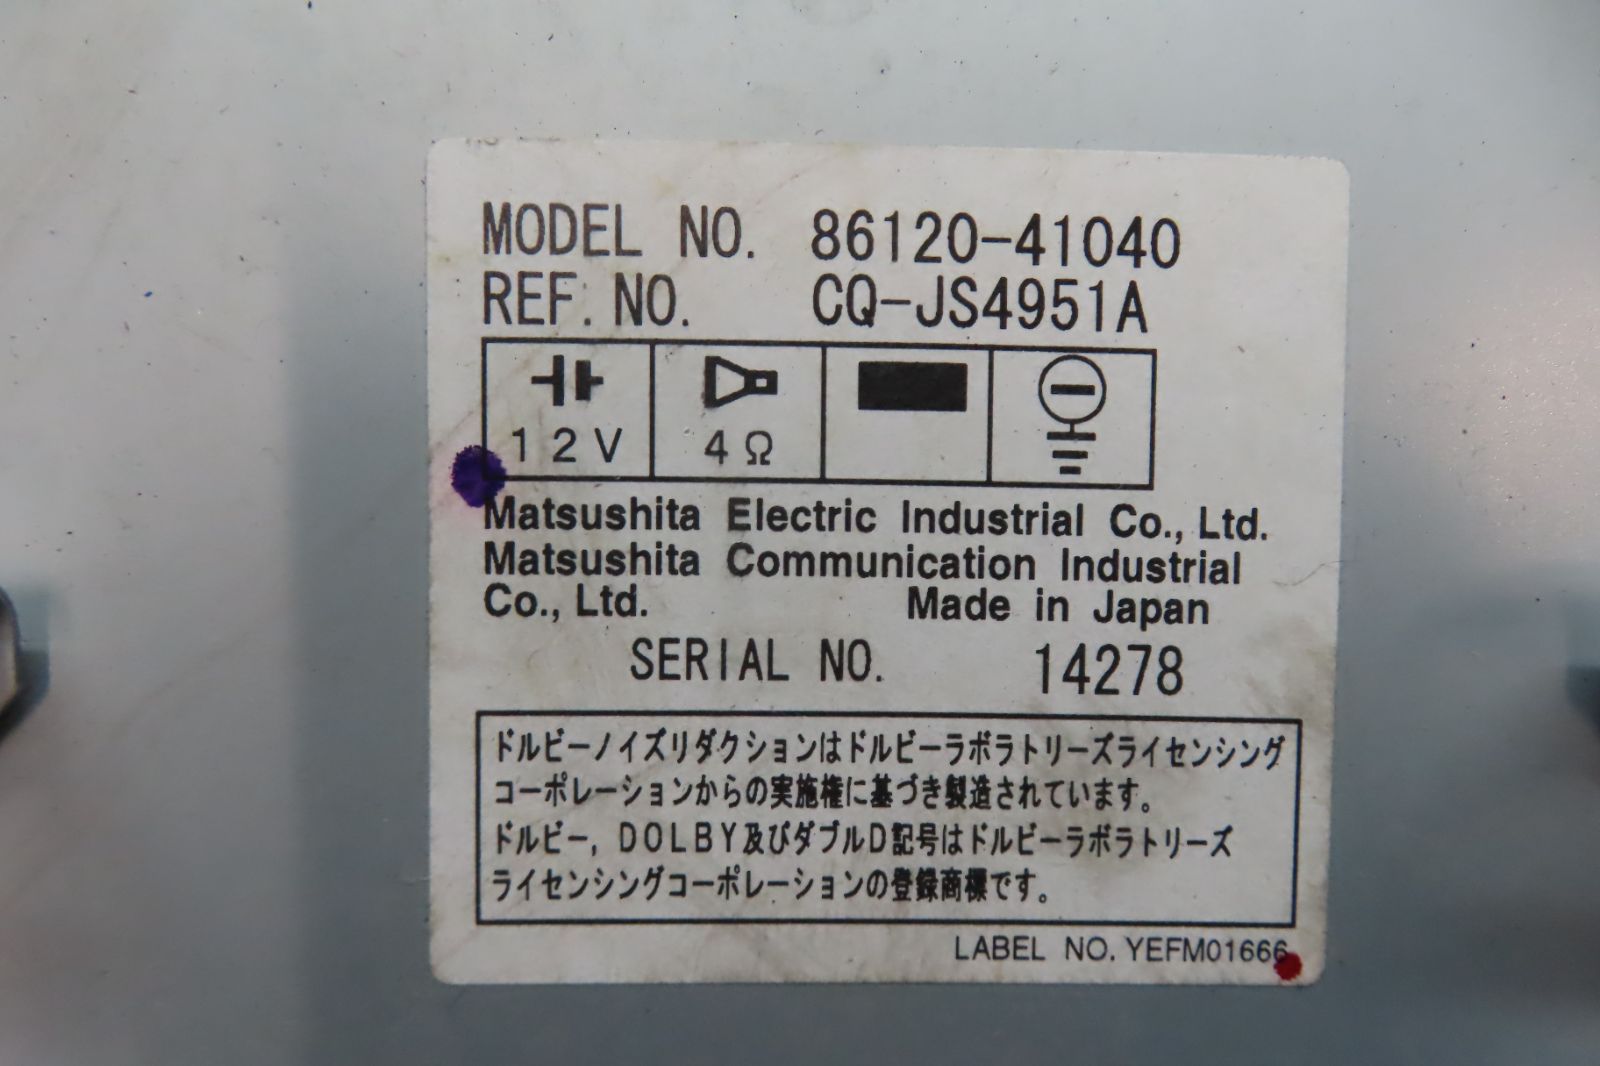 MODEL NO. 86120-41040
REF. NO. CQ-JS4951A
12V 4Ω
Matsushita Electric Industrial Co., Ltd.
Matsushita Communication Industrial
Co., Ltd. Made in Japan
SERIAL NO. 14278
ドルビーノイズリダクションはドルビーラボラトリーズライセンシング
コーポレーションからの実施権に基づき製造されています。
ドルビー, DOLBY及びダブルD記号はドルビーラボラトリーズ
ライセンシングコーポレーションの登録商標です。
LABEL NO. YEFM01666